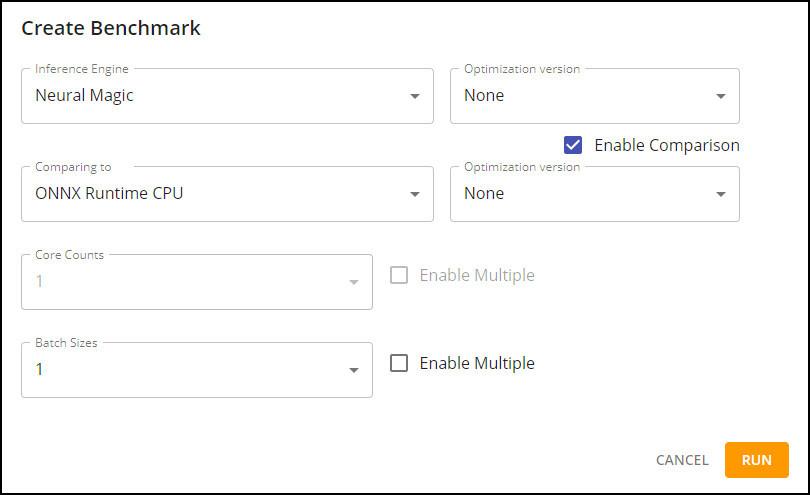 Create Benchmark
Inference Engine
Neural Magic
Optimization version
None
Enable Comparison
Comparing to
ONNX Runtime CPU
Optimization version
None
Core Counts
1
Enable Multiple
Batch Sizes
1
Enable Multiple
CANCEL
RUN